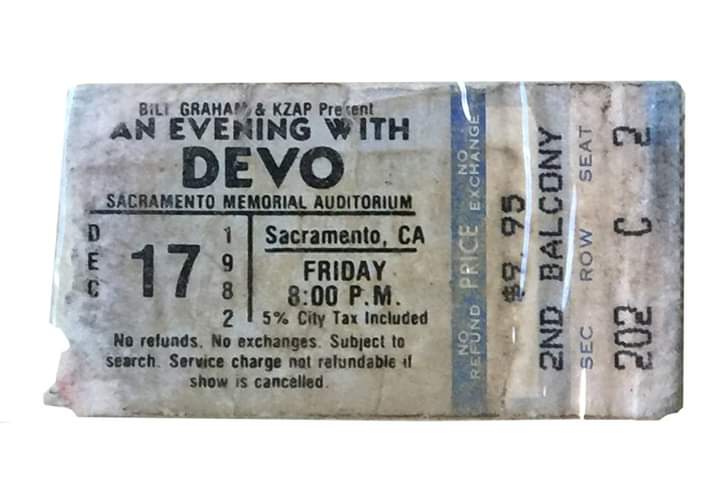 BILL GRAHAM & KZAP Present
AN EVENING WITH
DEVO
SACRAMENTO MEMORIAL AUDITORIUM
DEC 17 1982
Sacramento, CA
FRIDAY
8:00 P.M.
5% City Tax Included
No refunds. No exchanges. Subject to
search. Service charge not refundable if
show is cancelled.
NO REFUND PRICE NO EXCHANGE
$9.95
2ND BALCONY
SEC ROW SEAT
202 C 2